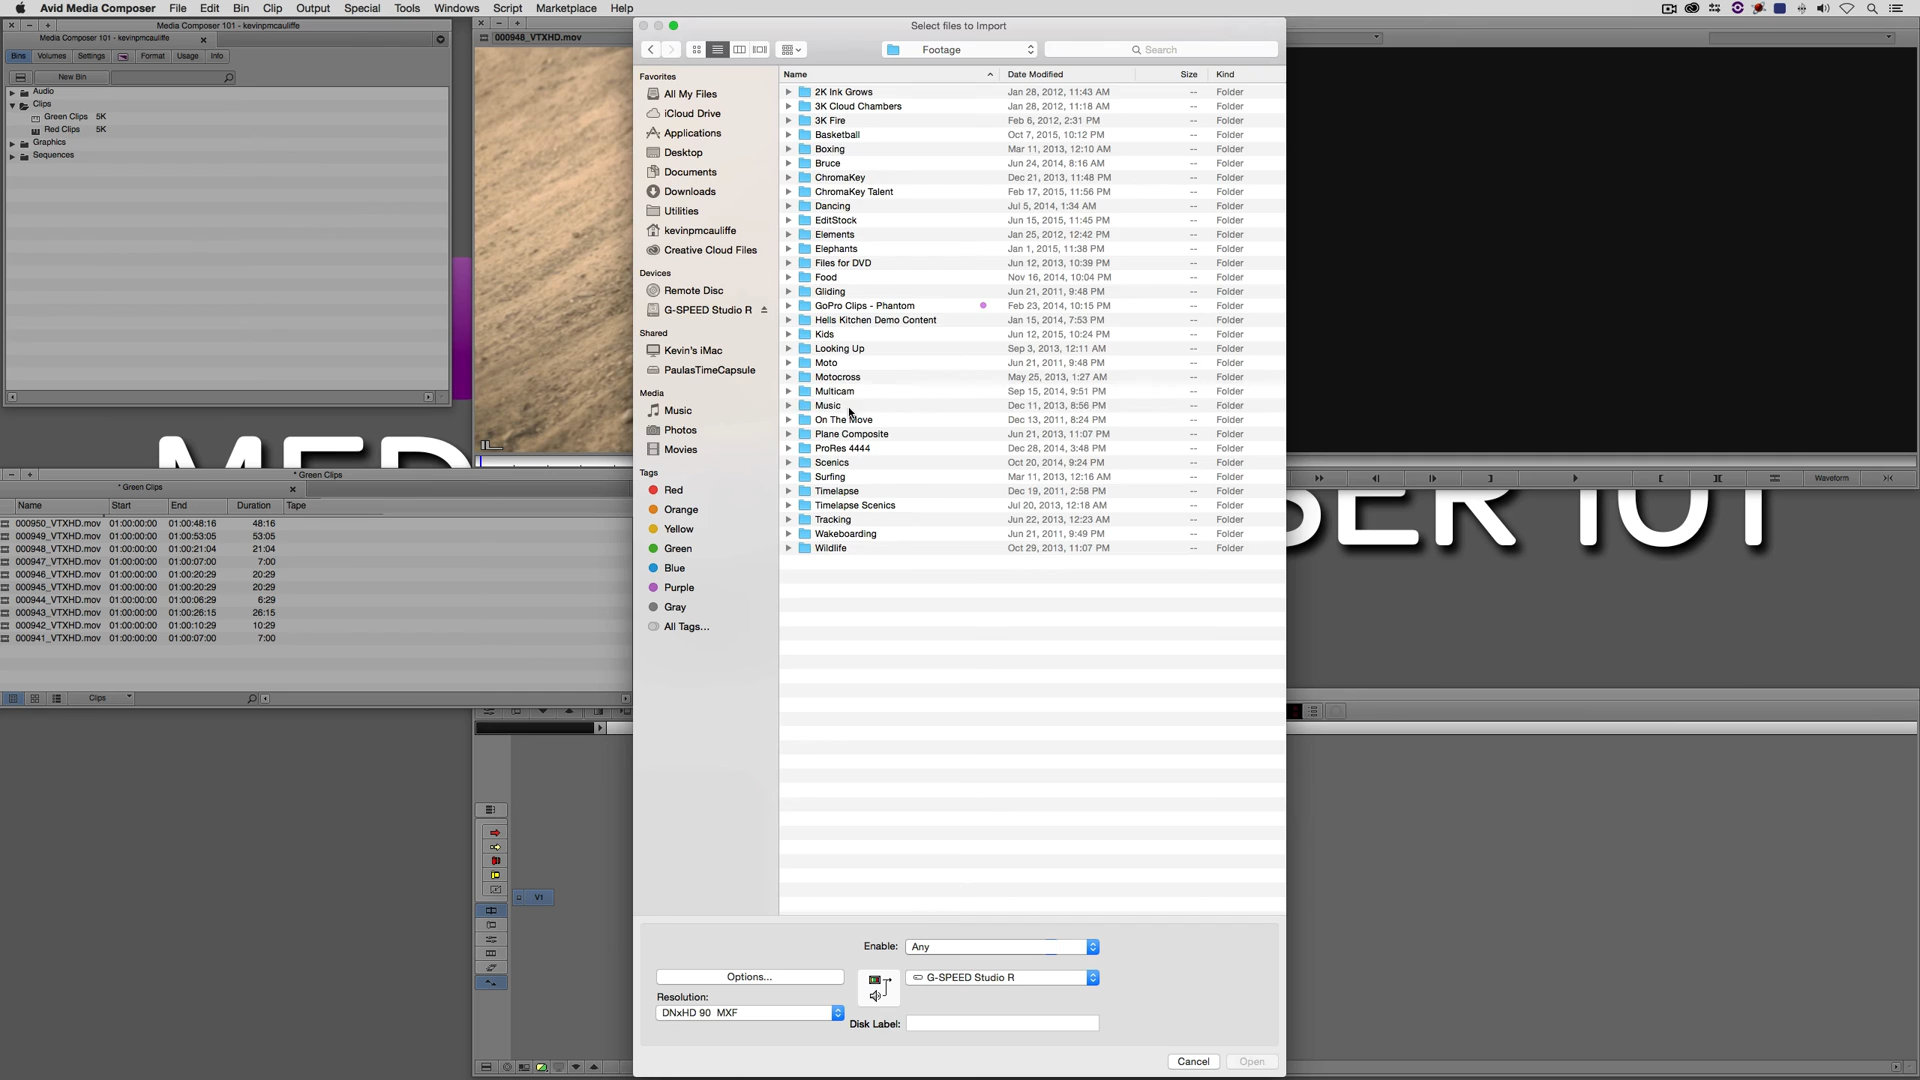 Avid Media Composer File Edit Bin Clip Output Special Tools Windows Script Marketplace Help
Media Composer 101 - kevinpmcauliffe
Media Composer 101 - kevinpmcauliffe
Bins Volumes Settings Format Usage Info
New Bin
Audio
Clips
Green Clips 5K
Red Clips 5K
Graphics
Sequences
000948_VTXHD.mov
MED
SER 101
* Green Clips
* Green Clips
Name Start End Duration Tape
000950_VTXHD.mov 01:00:00:00 01:00:48:16 48:16
000949_VTXHD.mov 01:00:00:00 01:00:53:05 53:05
000948_VTXHD.mov 01:00:00:00 01:00:21:04 21:04
000947_VTXHD.mov 01:00:00:00 01:00:07:00 7:00
000946_VTXHD.mov 01:00:00:00 01:00:20:29 20:29
000945_VTXHD.mov 01:00:00:00 01:00:20:29 20:29
000944_VTXHD.mov 01:00:00:00 01:00:06:29 6:29
000943_VTXHD.mov 01:00:00:00 01:00:26:15 26:15
000942_VTXHD.mov 01:00:00:00 01:00:10:29 10:29
000941_VTXHD.mov 01:00:00:00 01:00:07:00 7:00
Clips
V1
Waveform
Select files to Import
Footage
Search
Favorites
All My Files
iCloud Drive
Applications
Desktop
Documents
Downloads
Utilities
kevinpmcauliffe
Creative Cloud Files
Devices
Remote Disc
G-SPEED Studio R
Shared
Kevin's iMac
PaulasTimeCapsule
Media
Music
Photos
Movies
Tags
Red
Orange
Yellow
Green
Blue
Purple
Gray
All Tags...
Name Date Modified Size Kind
2K Ink Grows Jan 28, 2012, 11:43 AM -- Folder
3K Cloud Chambers Jan 28, 2012, 11:18 AM -- Folder
3K Fire Feb 6, 2012, 2:31 PM -- Folder
Basketball Oct 7, 2015, 10:12 PM -- Folder
Boxing Mar 11, 2013, 12:10 AM -- Folder
Bruce Jun 24, 2014, 8:16 AM -- Folder
ChromaKey Dec 21, 2013, 11:48 PM -- Folder
ChromaKey Talent Feb 17, 2015, 11:56 PM -- Folder
Dancing Jul 5, 2014, 1:34 AM -- Folder
EditStock Jun 15, 2015, 11:45 PM -- Folder
Elements Jan 25, 2012, 12:42 PM -- Folder
Elephants Jan 1, 2015, 11:38 PM -- Folder
Files for DVD Jun 12, 2013, 10:39 PM -- Folder
Food Nov 16, 2014, 10:04 PM -- Folder
Gliding Jun 21, 2011, 9:48 PM -- Folder
GoPro Clips - Phantom Feb 23, 2014, 10:15 PM -- Folder
Hells Kitchen Demo Content Jan 15, 2014, 7:53 PM -- Folder
Kids Jun 12, 2015, 10:24 PM -- Folder
Looking Up Sep 3, 2013, 12:11 AM -- Folder
Moto Jun 21, 2011, 9:48 PM -- Folder
Motocross May 25, 2013, 1:27 AM -- Folder
Multicam Sep 15, 2014, 9:51 PM -- Folder
Music Dec 11, 2013, 8:56 PM -- Folder
On The Move Dec 13, 2011, 8:24 PM -- Folder
Plane Composite Jun 21, 2013, 11:07 PM -- Folder
ProRes 4444 Dec 28, 2014, 3:48 PM -- Folder
Scenics Oct 20, 2014, 9:24 PM -- Folder
Surfing Mar 11, 2013, 12:16 AM -- Folder
Timelapse Dec 19, 2011, 2:58 PM -- Folder
Timelapse Scenics Jul 20, 2013, 12:18 AM -- Folder
Tracking Jun 22, 2013, 12:23 AM -- Folder
Wakeboarding Jun 21, 2011, 9:49 PM -- Folder
Wildlife Oct 29, 2013, 11:07 PM -- Folder
Enable: Any
Options... G-SPEED Studio R
Resolution:
DNxHD 90 MXF
Disk Label:
Cancel Open